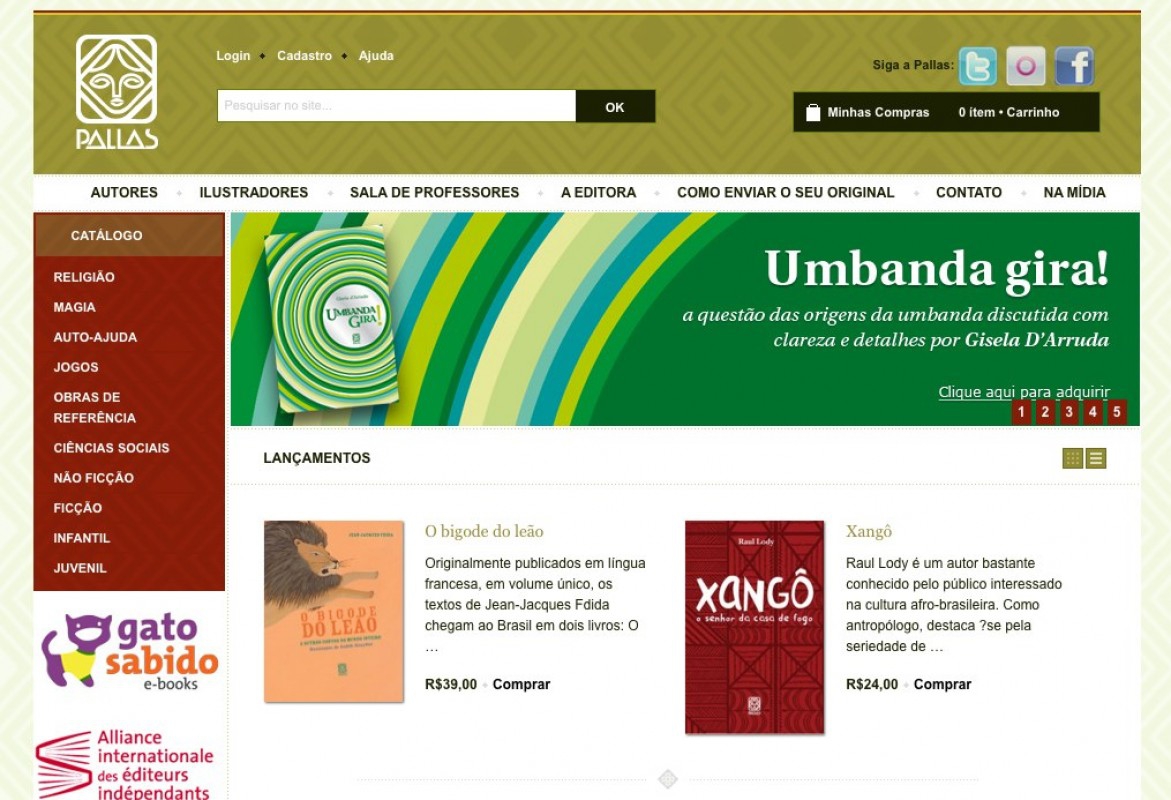 PALLAS
Login
Cadastro
Ajuda
Pesquisar no site...
OK
Siga a Pallas:
Minhas Compras
0 ítem • Carrinho
AUTORES
ILUSTRADORES
SALA DE PROFESSORES
A EDITORA
COMO ENVIAR O SEU ORIGINAL
CONTATO
NA MÍDIA
CATÁLOGO
RELIGIÃO
MAGIA
AUTO-AJUDA
JOGOS
OBRAS DE
REFERÊNCIA
CIÊNCIAS SOCIAIS
NÃO FICÇÃO
FICÇÃO
INFANTIL
JUVENIL
gato
sabido
e-books
Alliance
internationale
des éditeurs
indépendants
Gisela d'Arruda
UMBANDA
GIRA!
Umbanda gira!
a questão das origens da umbanda discutida com
clareza e detalhes por Gisela D’Arruda
Clique aqui para adquirir
1 2 3 4 5
LANÇAMENTOS
O BIGODE
DO LEÃO
O bigode do leão
Originalmente publicados em língua
francesa, em volume único, os
textos de Jean-Jacques Fdida
chegam ao Brasil em dois livros: O
…
R$39,00
Comprar
Raul Lody
XANGÔ
o senhor da casa de fogo
Xangô
Raul Lody é um autor bastante
conhecido pelo público interessado
na cultura afro-brasileira. Como
antropólogo, destaca ?se pela
seriedade de …
R$24,00
Comprar